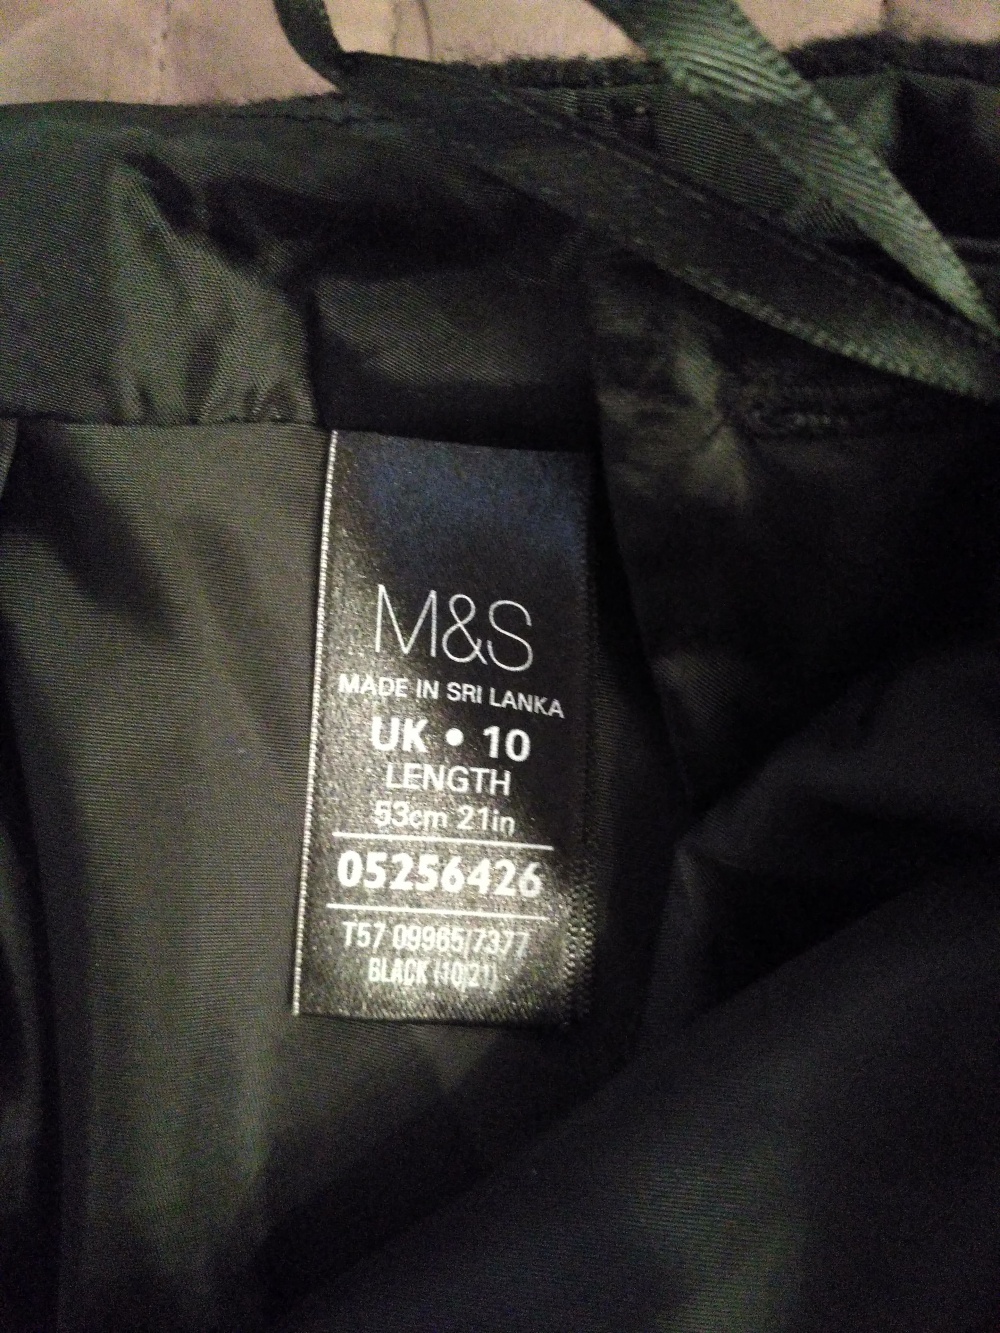 M&S
MADE IN SRI LANKA
UK • 10
LENGTH
53cm 21in
05256426
T57 09965/7377
BLACK (10/21)